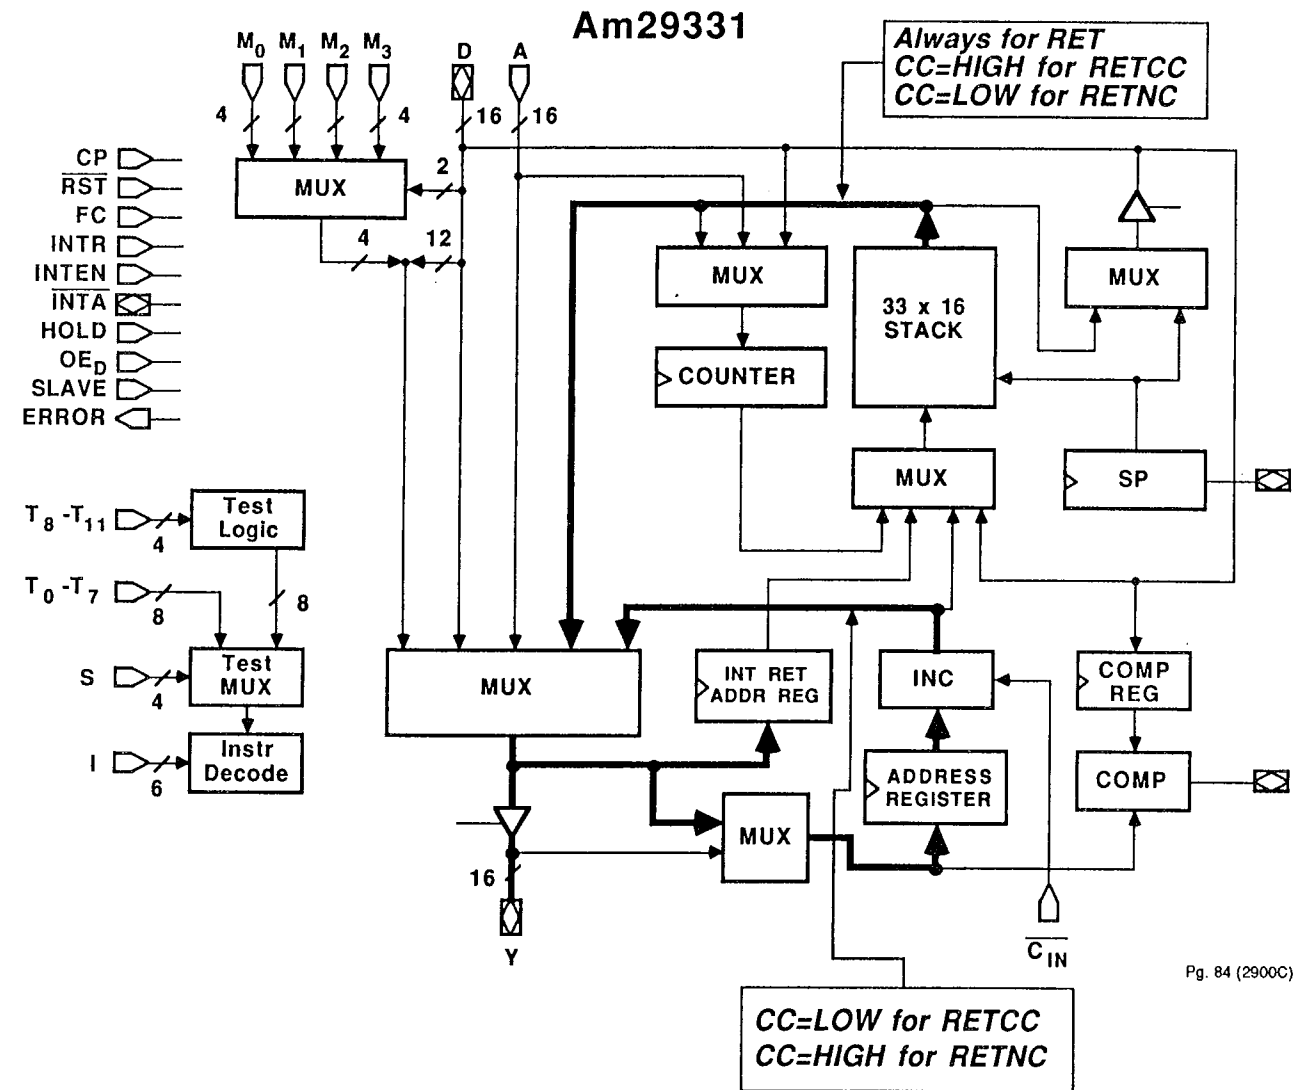 Am29331
Always for RET
CC=HIGH for RETCC
CC=LOW for RETNC
M0 M1 M2 M3 D A
4 4 16 16
CP
RST
FC
INTR
INTEN
INTA
HOLD
OED
SLAVE
ERROR
MUX
2
4 12
MUX
33 x 16
STACK
MUX
COUNTER
MUX
SP
T8 -T11
4
Test
Logic
T0 -T7
8
8
S
4
Test
MUX
I
6
Instr
Decode
MUX
INT RET
ADDR REG
INC
COMP
REG
ADDRESS
REGISTER
COMP
MUX
16
Y
CIN
Pg. 84 (2900C)
CC=LOW for RETCC
CC=HIGH for RETNC